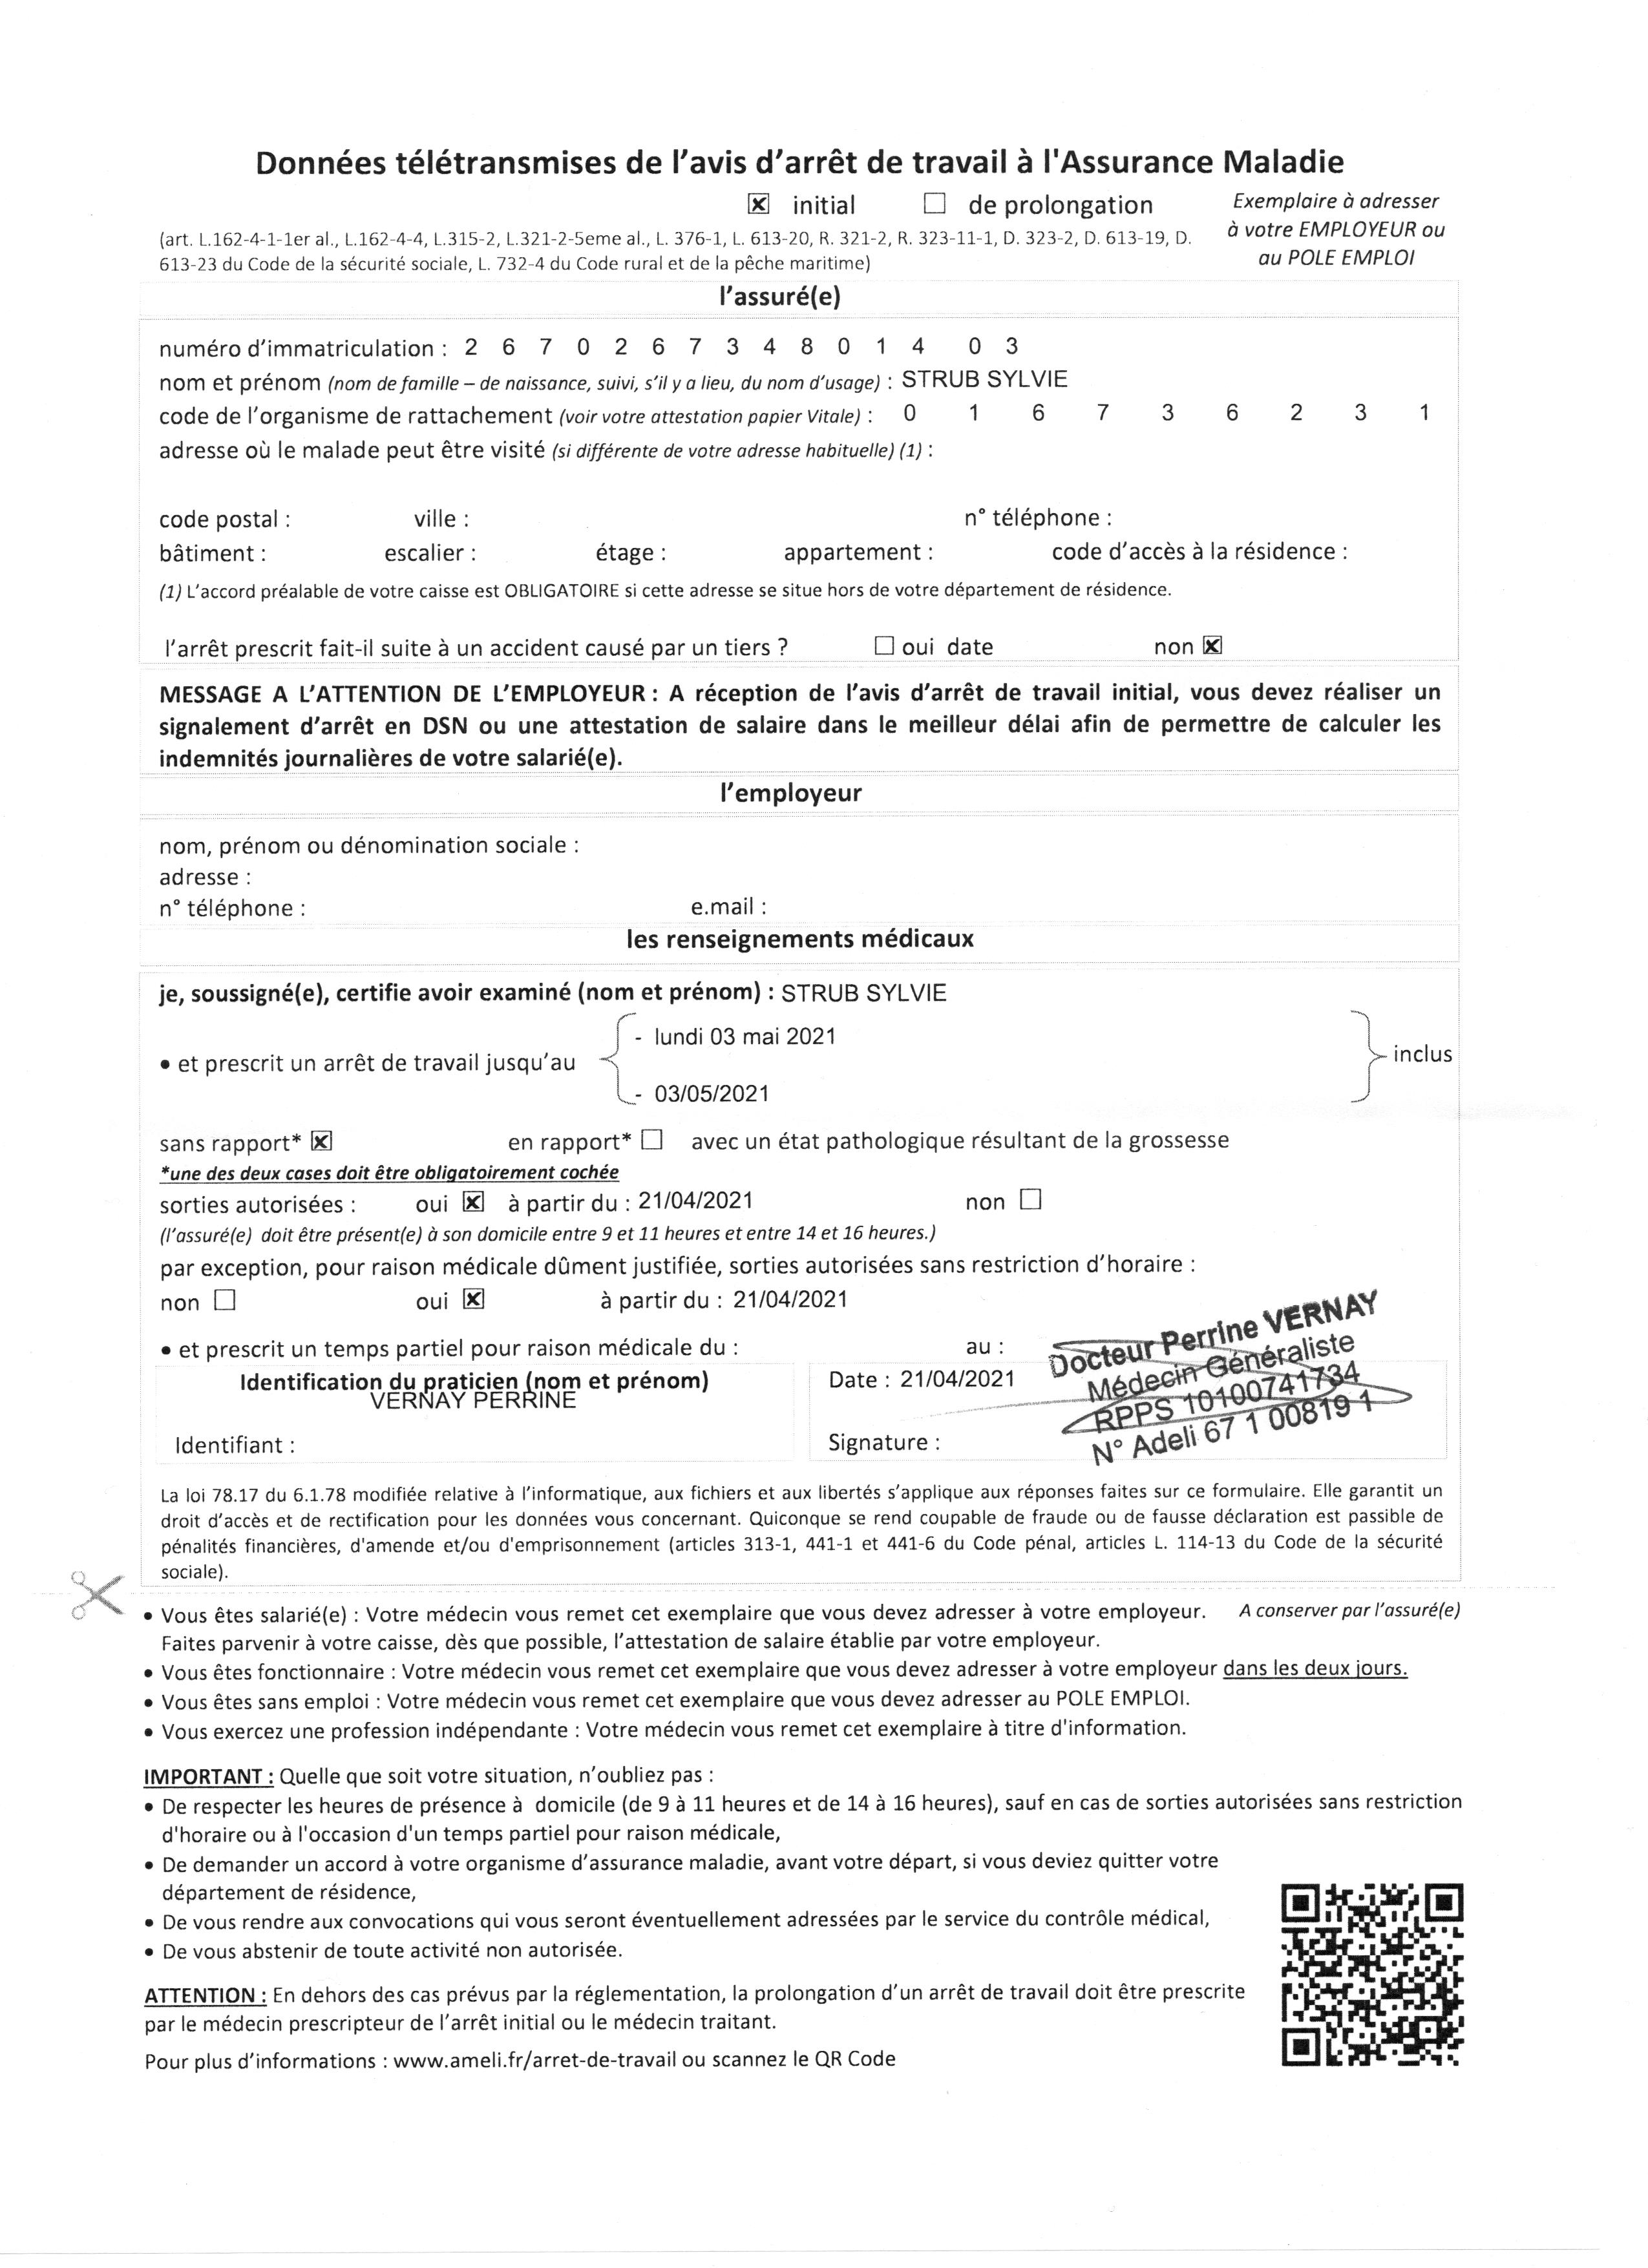 Données télétransmises de l’avis d’arrêt de travail à l'Assurance Maladie
☒ initial ☐ de prolongation
Exemplaire à adresser
à votre EMPLOYEUR ou
au POLE EMPLOI
(art. L.162-4-1-1er al., L.162-4-4, L.315-2, L.321-2-5eme al., L. 376-1, L. 613-20, R. 321-2, R. 323-11-1, D. 323-2, D. 613-19, D.
613-23 du Code de la sécurité sociale, L. 732-4 du Code rural et de la pêche maritime)
l’assuré(e)
numéro d’immatriculation : 2 6 7 0 2 6 7 3 4 8 0 1 4 0 3
nom et prénom (nom de famille – de naissance, suivi, s’il y a lieu, du nom d’usage) : STRUB SYLVIE
code de l’organisme de rattachement (voir votre attestation papier Vitale) : 0 1 6 7 3 6 2 3 1
adresse où le malade peut être visité (si différente de votre adresse habituelle) (1) :
code postal : ville : n° téléphone :
bâtiment : escalier : étage : appartement : code d’accès à la résidence :
(1) L’accord préalable de votre caisse est OBLIGATOIRE si cette adresse se situe hors de votre département de résidence.
l’arrêt prescrit fait-il suite à un accident causé par un tiers ? ☐ oui date non ☒
MESSAGE A L’ATTENTION DE L’EMPLOYEUR : A réception de l’avis d’arrêt de travail initial, vous devez réaliser un
signalement d’arrêt en DSN ou une attestation de salaire dans le meilleur délai afin de permettre de calculer les
indemnités journalières de votre salarié(e).
l’employeur
nom, prénom ou dénomination sociale :
adresse :
n° téléphone : e.mail :
les renseignements médicaux
je, soussigné(e), certifie avoir examiné (nom et prénom) : STRUB SYLVIE
- lundi 03 mai 2021
• et prescrit un arrêt de travail jusqu’au inclus
- 03/05/2021
sans rapport* ☒ en rapport* ☐ avec un état pathologique résultant de la grossesse
*une des deux cases doit être obligatoirement cochée
sorties autorisées : oui ☒ à partir du : 21/04/2021 non ☐
(l’assuré(e) doit être présent(e) à son domicile entre 9 et 11 heures et entre 14 et 16 heures.)
par exception, pour raison médicale dûment justifiée, sorties autorisées sans restriction d’horaire :
non ☐ oui ☒ à partir du : 21/04/2021
• et prescrit un temps partiel pour raison médicale du : au :
Identification du praticien (nom et prénom)
VERNAY PERRINE
Identifiant :
Date : 21/04/2021
Signature :
Docteur Perrine VERNAY
Médecin Généraliste
RPPS 10100741734
N° Adeli 67 1 00819 1
La loi 78.17 du 6.1.78 modifiée relative à l’informatique, aux fichiers et aux libertés s’applique aux réponses faites sur ce formulaire. Elle garantit un
droit d’accès et de rectification pour les données vous concernant. Quiconque se rend coupable de fraude ou de fausse déclaration est passible de
pénalités financières, d'amende et/ou d'emprisonnement (articles 313-1, 441-1 et 441-6 du Code pénal, articles L. 114-13 du Code de la sécurité
sociale).
• Vous êtes salarié(e) : Votre médecin vous remet cet exemplaire que vous devez adresser à votre employeur. A conserver par l’assuré(e)
Faites parvenir à votre caisse, dès que possible, l’attestation de salaire établie par votre employeur.
• Vous êtes fonctionnaire : Votre médecin vous remet cet exemplaire que vous devez adresser à votre employeur dans les deux jours.
• Vous êtes sans emploi : Votre médecin vous remet cet exemplaire que vous devez adresser au POLE EMPLOI.
• Vous exercez une profession indépendante : Votre médecin vous remet cet exemplaire à titre d'information.
IMPORTANT : Quelle que soit votre situation, n’oubliez pas :
• De respecter les heures de présence à domicile (de 9 à 11 heures et de 14 à 16 heures), sauf en cas de sorties autorisées sans restriction
d'horaire ou à l'occasion d'un temps partiel pour raison médicale,
• De demander un accord à votre organisme d’assurance maladie, avant votre départ, si vous deviez quitter votre
département de résidence,
• De vous rendre aux convocations qui vous seront éventuellement adressées par le service du contrôle médical,
• De vous abstenir de toute activité non autorisée.
ATTENTION : En dehors des cas prévus par la réglementation, la prolongation d’un arrêt de travail doit être prescrite
par le médecin prescripteur de l’arrêt initial ou le médecin traitant.
Pour plus d’informations : www.ameli.fr/arret-de-travail ou scannez le QR Code